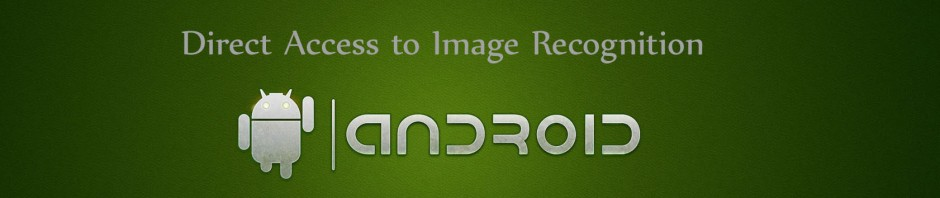 Direct Access to Image Recognition
ANDROID